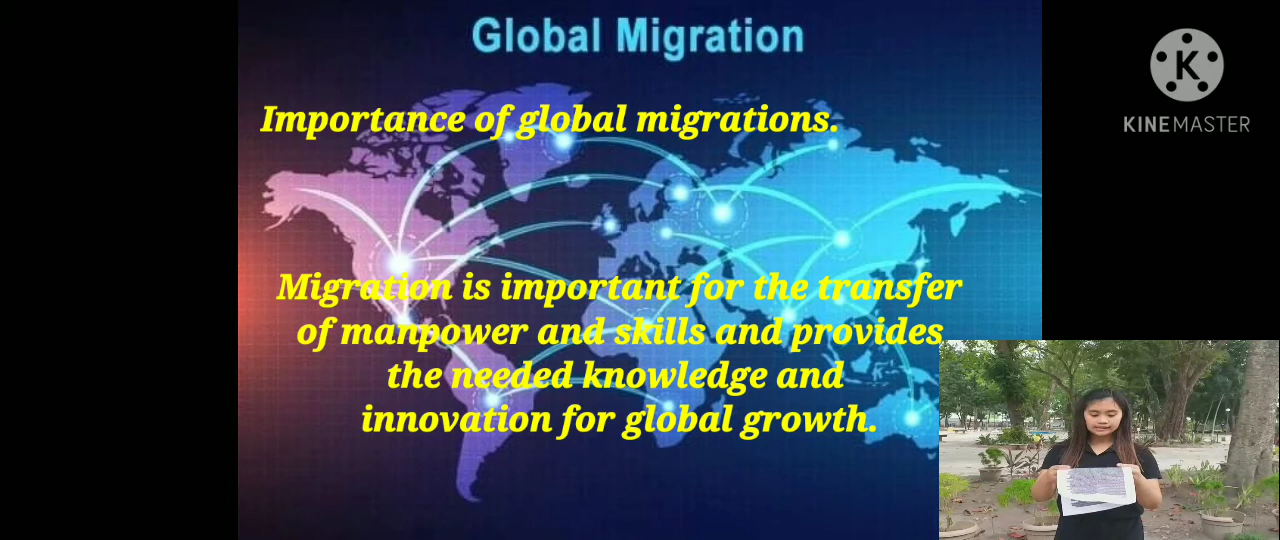 Global Migration
Importance of global migrations.
Migration is important for the transfer
of manpower and skills and provides
the needed knowledge and
innovation for global growth.
K
KINEMASTER